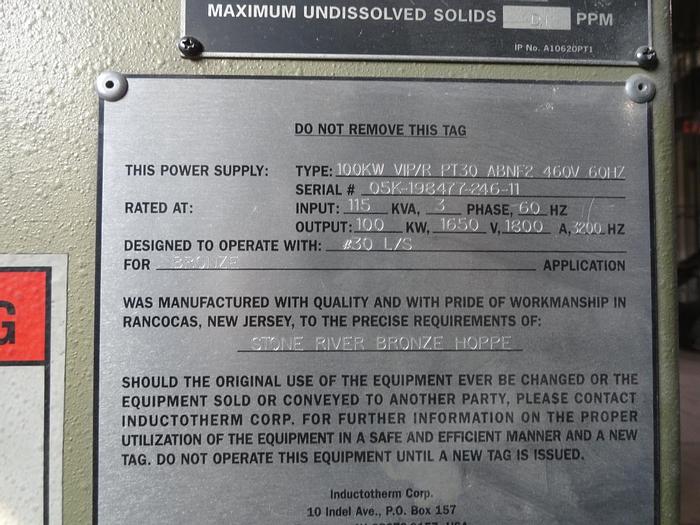 MAXIMUM UNDISSOLVED SOLIDS PPM
IP No. A10620PT1
DO NOT REMOVE THIS TAG
THIS POWER SUPPLY: TYPE: 100KW VIP/R PT30 ABNF2 460V 60HZ
SERIAL # 05K-198477-246-11
RATED AT: INPUT: 115 KVA, 3 PHASE, 60 HZ
OUTPUT: 100 KW, 1650 V, 1800 A, 3200 HZ
DESIGNED TO OPERATE WITH: #30 L/S
FOR BRONZE APPLICATION
WAS MANUFACTURED WITH QUALITY AND WITH PRIDE OF WORKMANSHIP IN
RANCOCAS, NEW JERSEY, TO THE PRECISE REQUIREMENTS OF:
STONE RIVER BRONZE HOPPE
SHOULD THE ORIGINAL USE OF THE EQUIPMENT EVER BE CHANGED OR THE
EQUIPMENT SOLD OR CONVEYED TO ANOTHER PARTY, PLEASE CONTACT
INDUCTOTHERM CORP. FOR FURTHER INFORMATION ON THE PROPER
UTILIZATION OF THE EQUIPMENT IN A SAFE AND EFFICIENT MANNER AND A NEW
TAG. DO NOT OPERATE THIS EQUIPMENT UNTIL A NEW TAG IS ISSUED.
Inductotherm Corp.
10 Indel Ave., P.O. Box 157
G